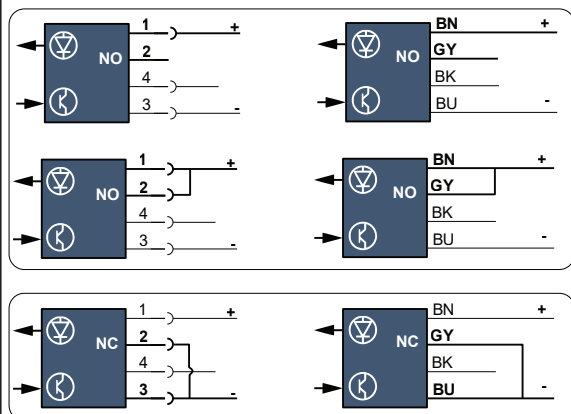 1 +
2
NO
4
3 -
BN +
GY
NO
BK
BU -
1 +
2
NO
4
3 -
BN +
GY
NO
BK
BU -
1 +
2
NC
4
3 -
BN +
GY
NC
BK
BU -